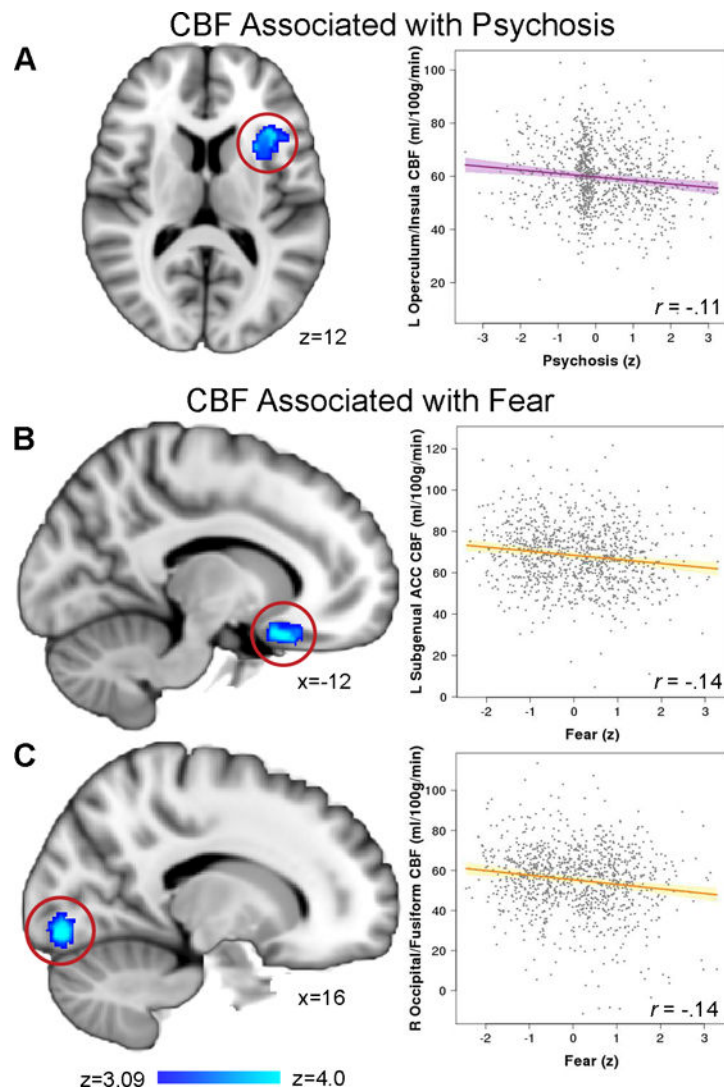 CBF Associated with Psychosis
A
z=12
L Operculum/Insula CBF (ml/100g/min)
100
80
60
40
20
r = -.11
-3 -2 -1 0 1 2 3
Psychosis (z)
CBF Associated with Fear
B
x=-12
L Subgenual ACC CBF (ml/100g/min)
120
100
80
60
40
20
0
r = -.14
-2 -1 0 1 2 3
Fear (z)
C
x=16
R Occipital/Fusiform CBF (ml/100g/min)
100
80
60
40
20
0
r = -.14
-2 -1 0 1 2 3
Fear (z)
z=3.09 z=4.0